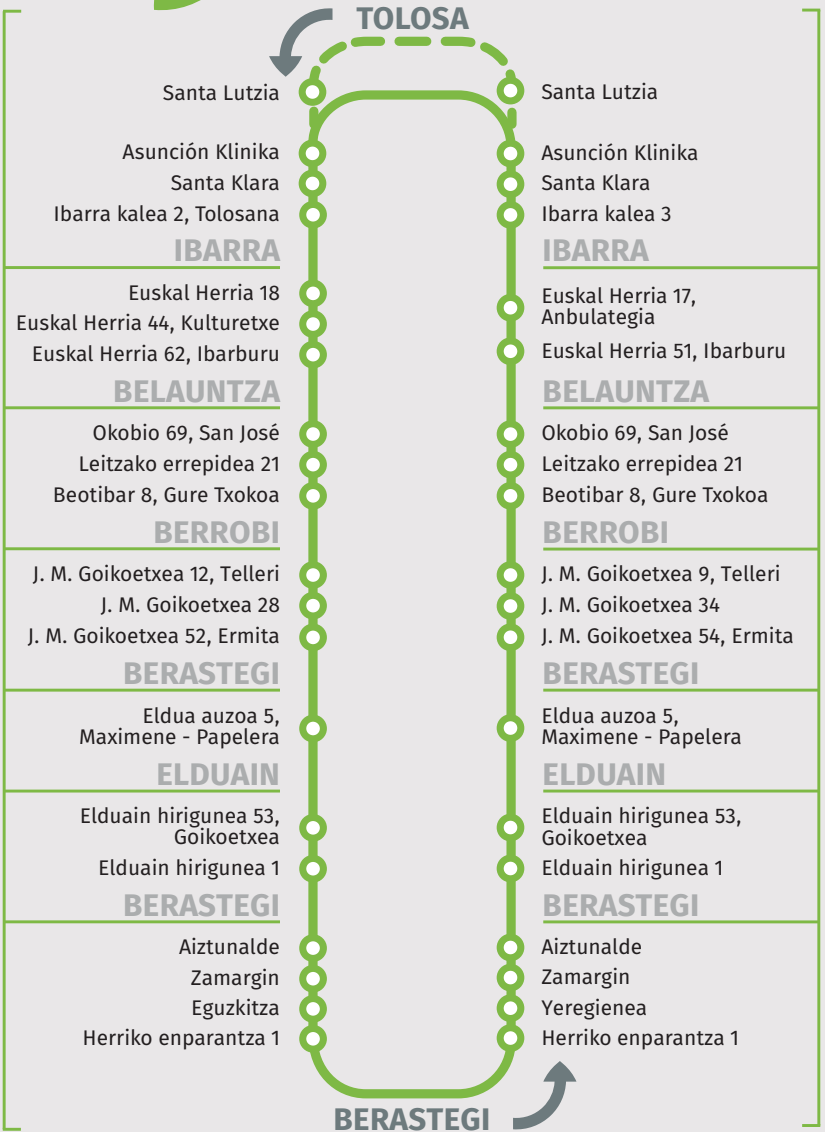 TOLOSA
Santa Lutzia
Asunción Klinika
Santa Klara
Ibarra kalea 2, Tolosana
IBARRA
Euskal Herria 18
Euskal Herria 44, Kulturetxe
Euskal Herria 62, Ibarburu
BELAUNTZA
Okobio 69, San José
Leitzako errepidea 21
Beotibar 8, Gure Txokoa
BERROBI
J. M. Goikoetxea 12, Telleri
J. M. Goikoetxea 28
J. M. Goikoetxea 52, Ermita
BERASTEGI
Eldua auzoa 5,
Maximene - Papelera
ELDUAIN
Elduain hirigunea 53,
Goikoetxea
Elduain hirigunea 1
BERASTEGI
Aiztunalde
Zamargin
Eguzkitza
Herriko enparantza 1
Santa Lutzia
Asunción Klinika
Santa Klara
Ibarra kalea 3
IBARRA
Euskal Herria 17,
Anbulategia
Euskal Herria 51, Ibarburu
BELAUNTZA
Okobio 69, San José
Leitzako errepidea 21
Beotibar 8, Gure Txokoa
BERROBI
J. M. Goikoetxea 9, Telleri
J. M. Goikoetxea 34
J. M. Goikoetxea 54, Ermita
BERASTEGI
Eldua auzoa 5,
Maximene - Papelera
ELDUAIN
Elduain hirigunea 53,
Goikoetxea
Elduain hirigunea 1
BERASTEGI
Aiztunalde
Zamargin
Yeregienea
Herriko enparantza 1
BERASTEGI